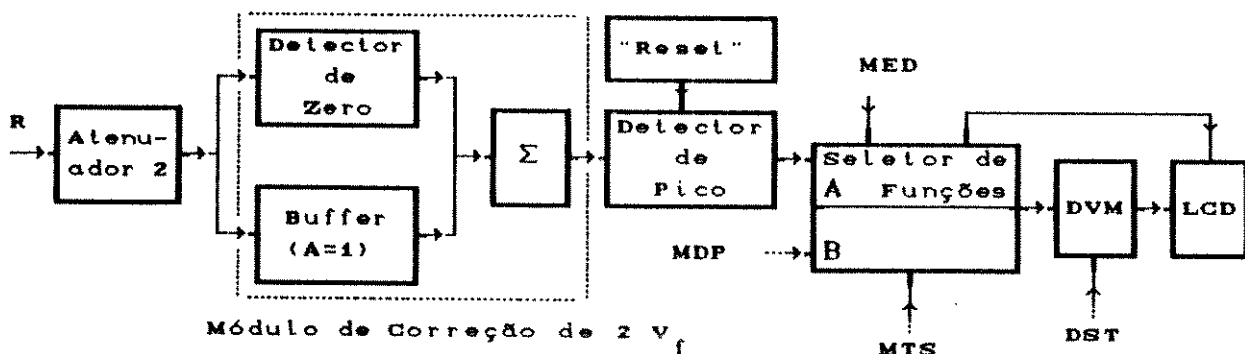 R
Atenu-
ador 2
Detector
de
Zero
Buffer
(A=1)
Σ
Módulo de Correção de 2 V_f
"Reset"
Detector
de
Pico
MED
Seletor de
A Funções
B
MDP
MTS
DVM
DST
LCD